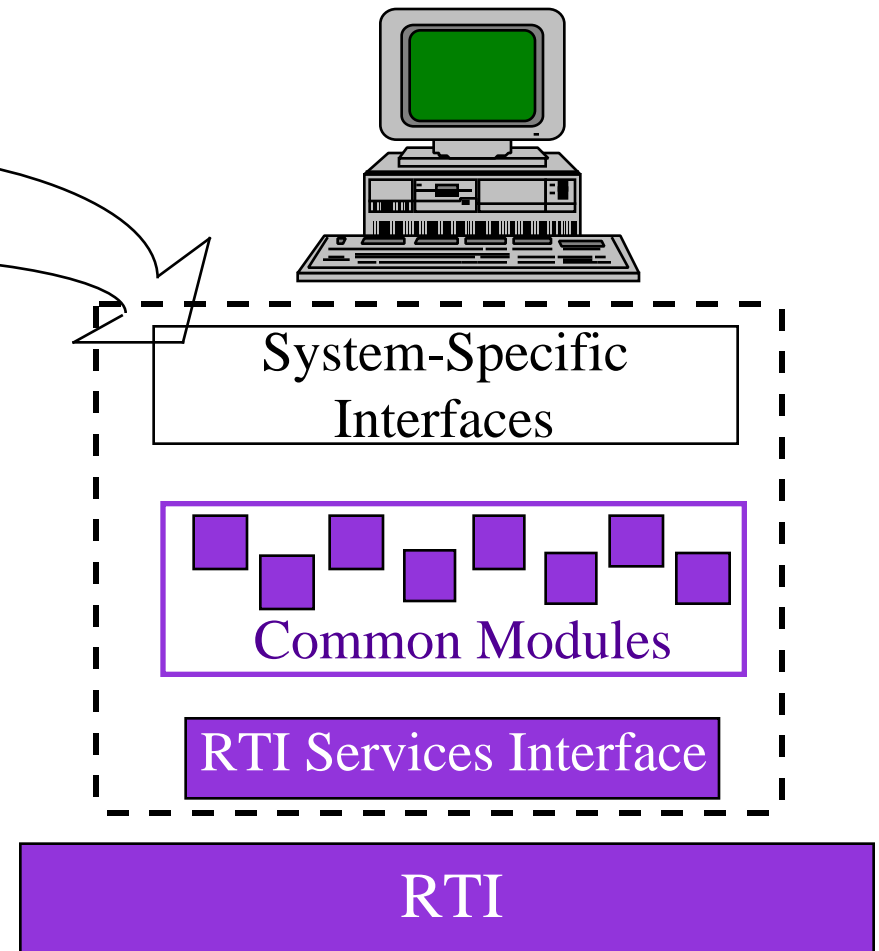 System-Specific
Interfaces
Common Modules
RTI Services Interface
RTI